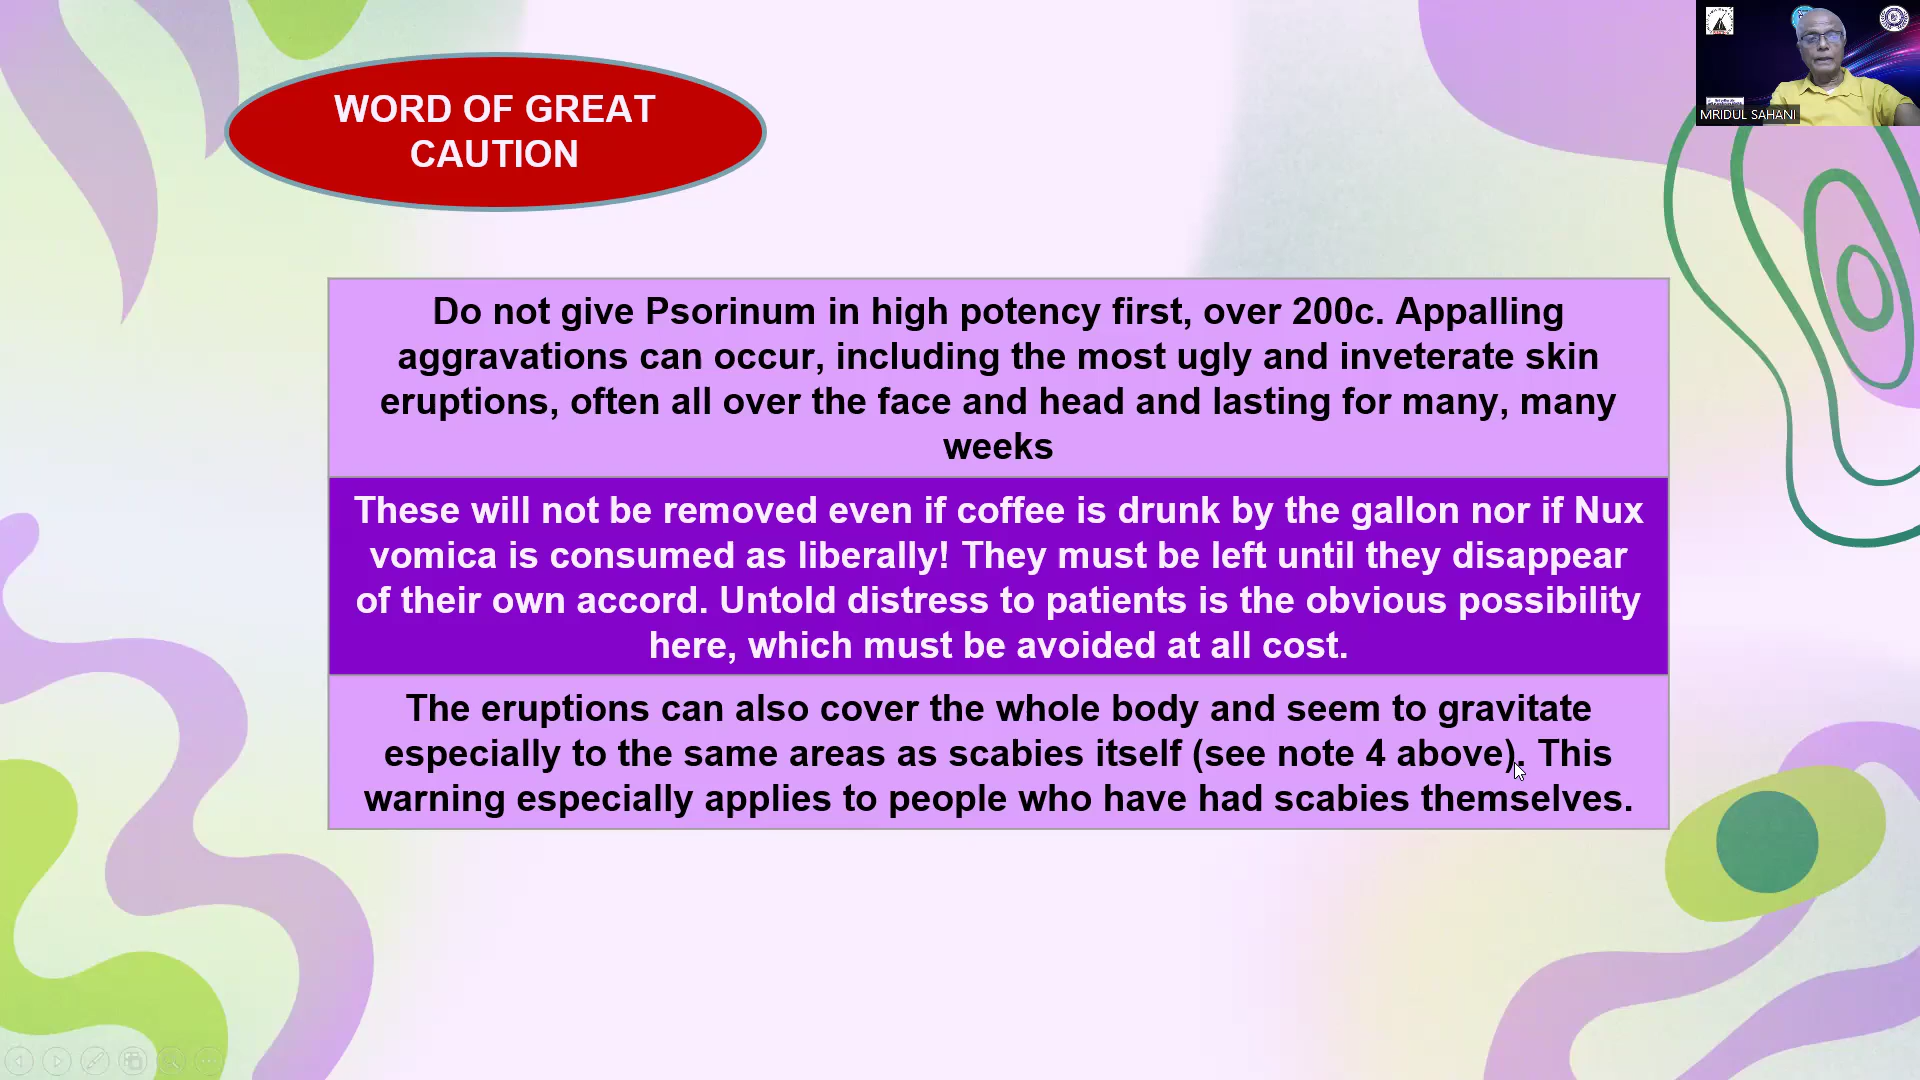 WORD OF GREAT
CAUTION
MRIDUL SAHANI
Do not give Psorinum in high potency first, over 200c. Appalling
aggravations can occur, including the most ugly and inveterate skin
eruptions, often all over the face and head and lasting for many, many
weeks
These will not be removed even if coffee is drunk by the gallon nor if Nux
vomica is consumed as liberally! They must be left until they disappear
of their own accord. Untold distress to patients is the obvious possibility
here, which must be avoided at all cost.
The eruptions can also cover the whole body and seem to gravitate
especially to the same areas as scabies itself (see note 4 above). This
warning especially applies to people who have had scabies themselves.